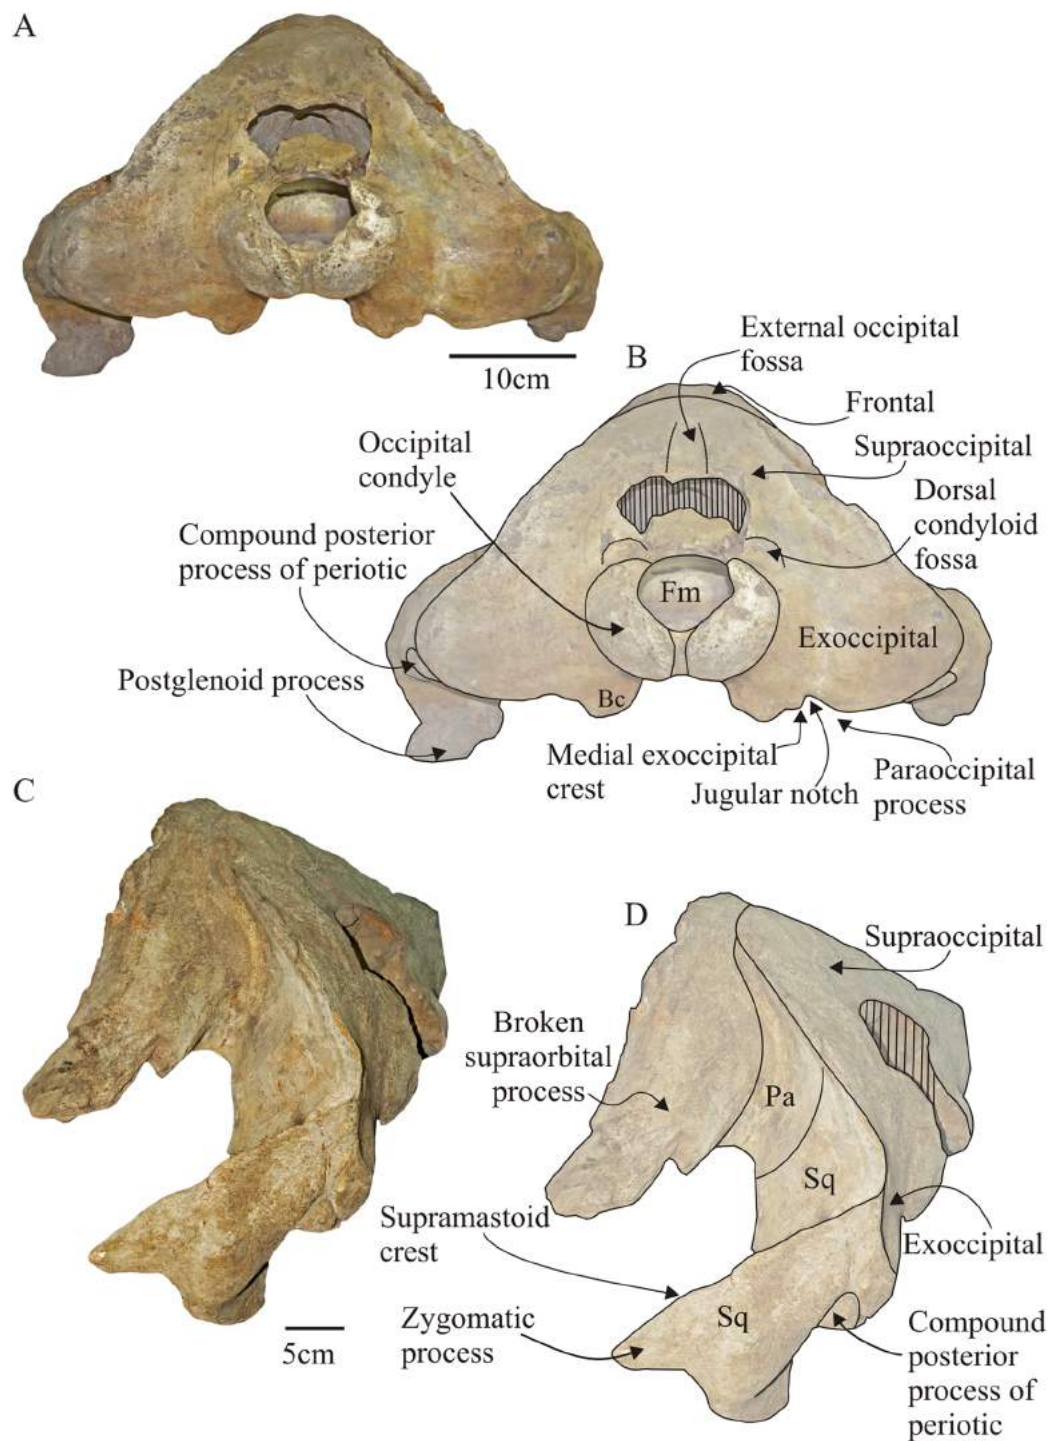 A
10cm
B
External occipital
fossa
Frontal
Occipital
condyle
Supraoccipital
Dorsal
condyloid
fossa
Compound posterior
process of periotic
Fm
Exoccipital
Postglenoid process
Bc
Medial exoccipital
crest
Jugular notch
Paraoccipital
process
C
D
Supraoccipital
Broken
supraorbital
process
Pa
Sq
Supramastoid
crest
Exoccipital
Sq
Zygomatic
process
5cm
Compound
posterior
process of
periotic